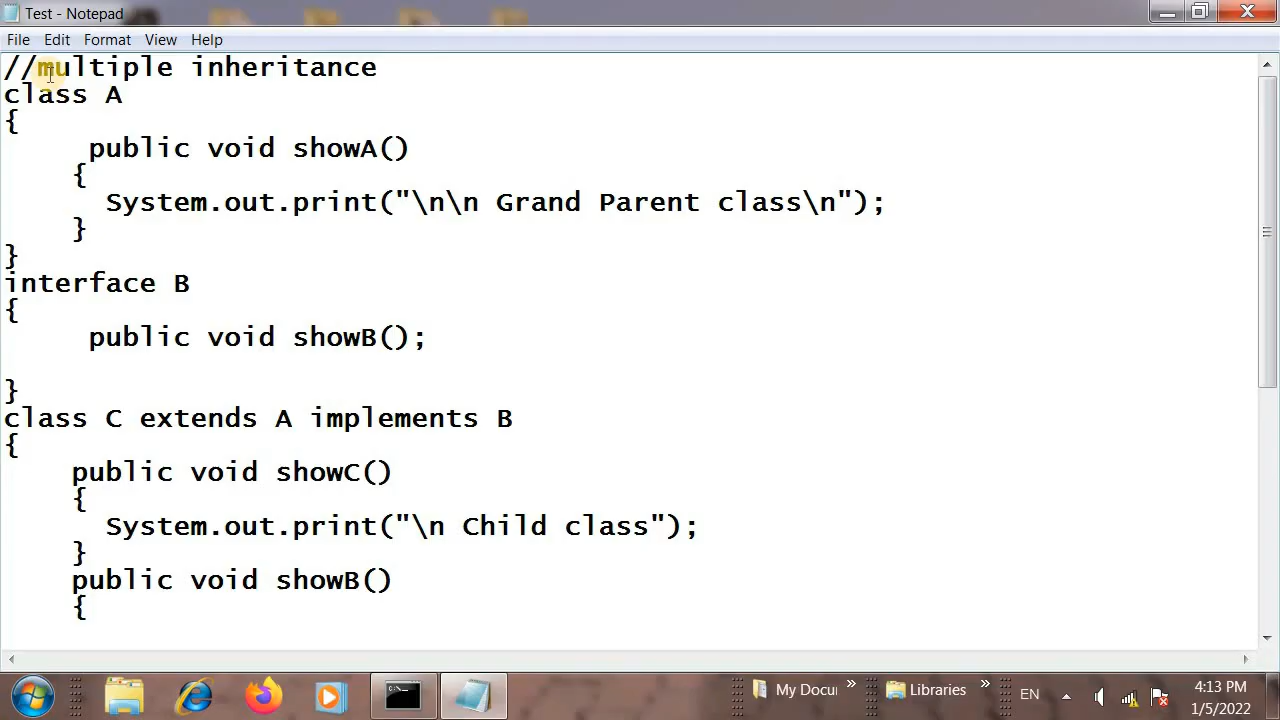 Test - Notepad
File Edit Format View Help
//multiple inheritance
class A
{
     public void showA()
    {
      System.out.print("\n\n Grand Parent class\n");
    }
}
interface B
{
     public void showB();
}
class C extends A implements B
{
    public void showC()
    {
      System.out.print("\n Child class");
    }
    public void showB()
    {
My Docu » Libraries » EN 4:13 PM
1/5/2022